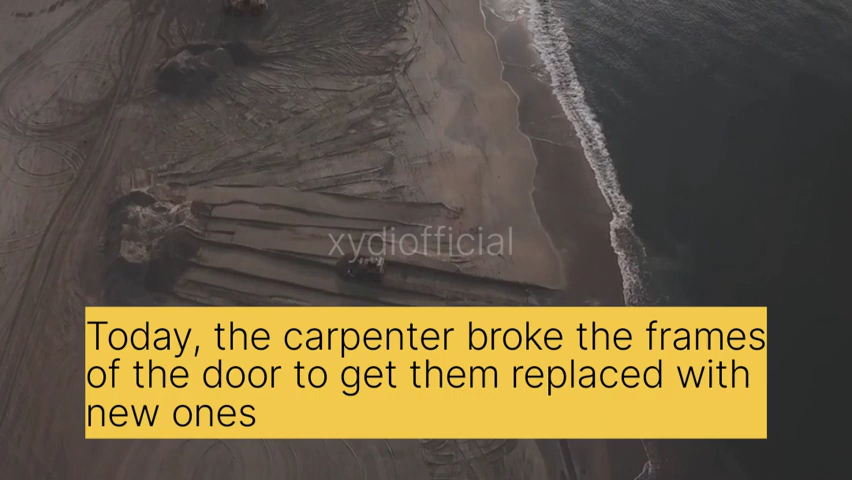 xydiofficial
Today, the carpenter broke the frames
of the door to get them replaced with
new ones